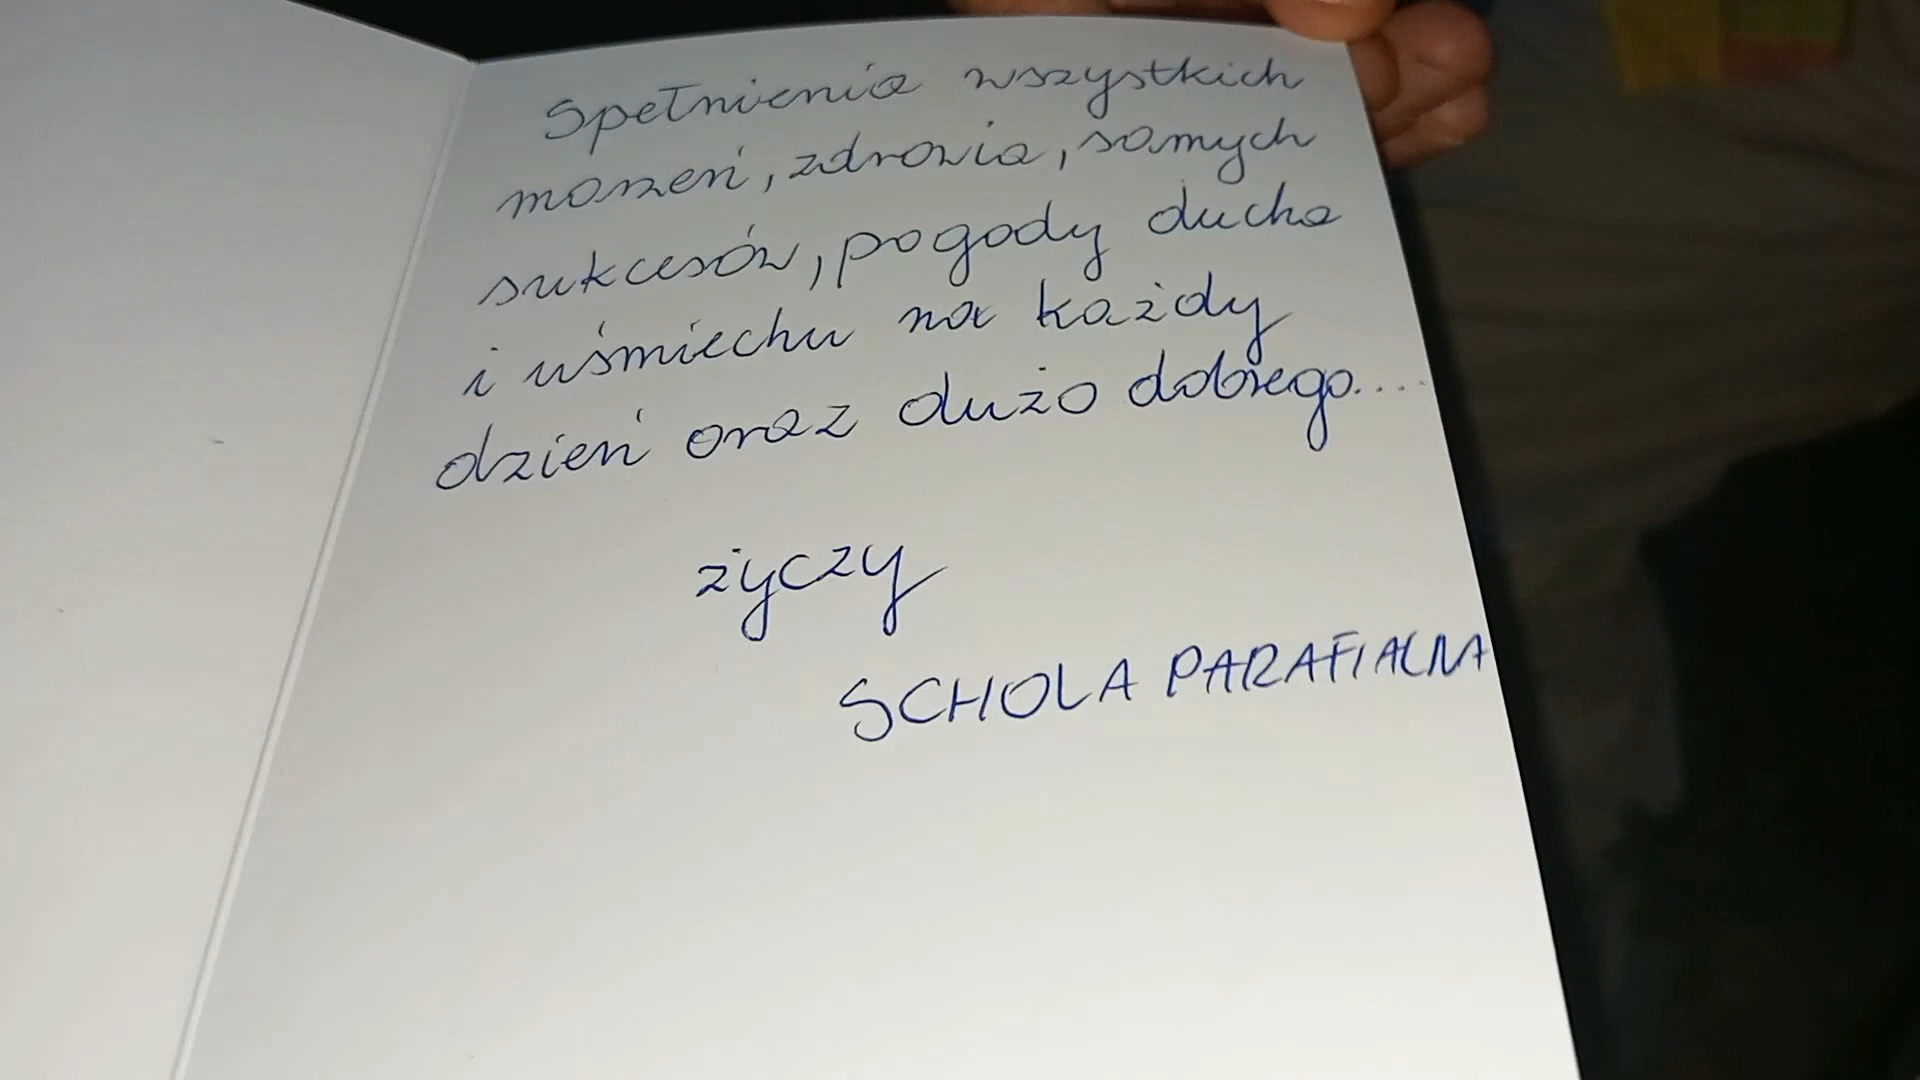 Spełnienia wszystkich
marzeń, zdrowia, samych
sukcesów, pogody ducha
i uśmiechu na każdy
dzień oraz dużo dobrego....
życzy
SCHOLA PARAFIALNA